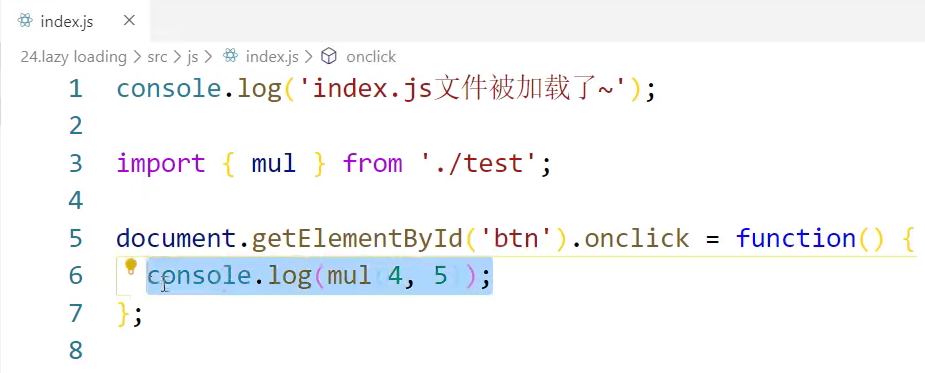 index.js ×
24.lazy loading > src > js > index.js > onclick
1 console.log('index.js文件被加载了~');
2
3 import { mul } from './test';
4
5 document.getElementById('btn').onclick = function() {
6 console.log(mul(4, 5));
7 };
8